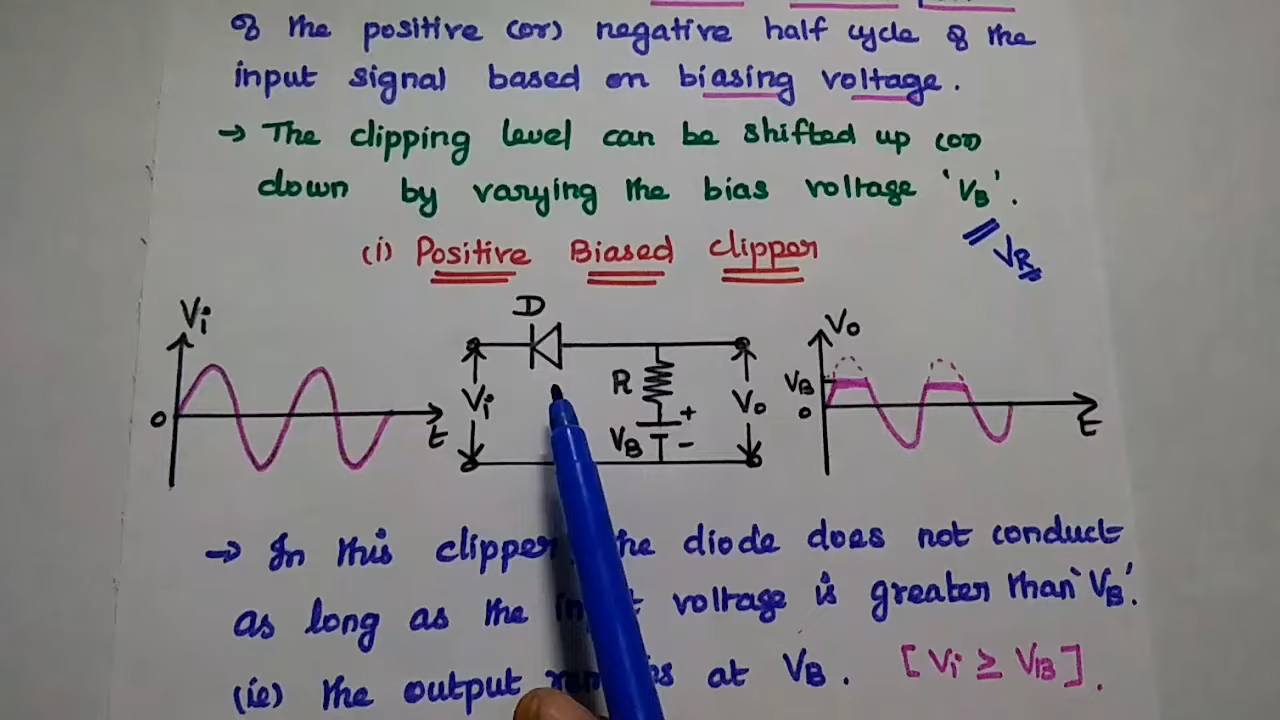 of the positive (or) negative half cycle of the
input signal based on biasing voltage.
→ The clipping level can be shifted up (or)
down by varying the bias voltage 'VB'.
VR
(i) Positive Biased Clipper
Vi
0
t
D
Vi
R
VB
+
-
Vo
Vo
VB
0
t
→ In this clipper, the diode does not conduct
as long as the voltage is greater than 'VB'.
(ie) the output at VB. [Vi ≥ VB].